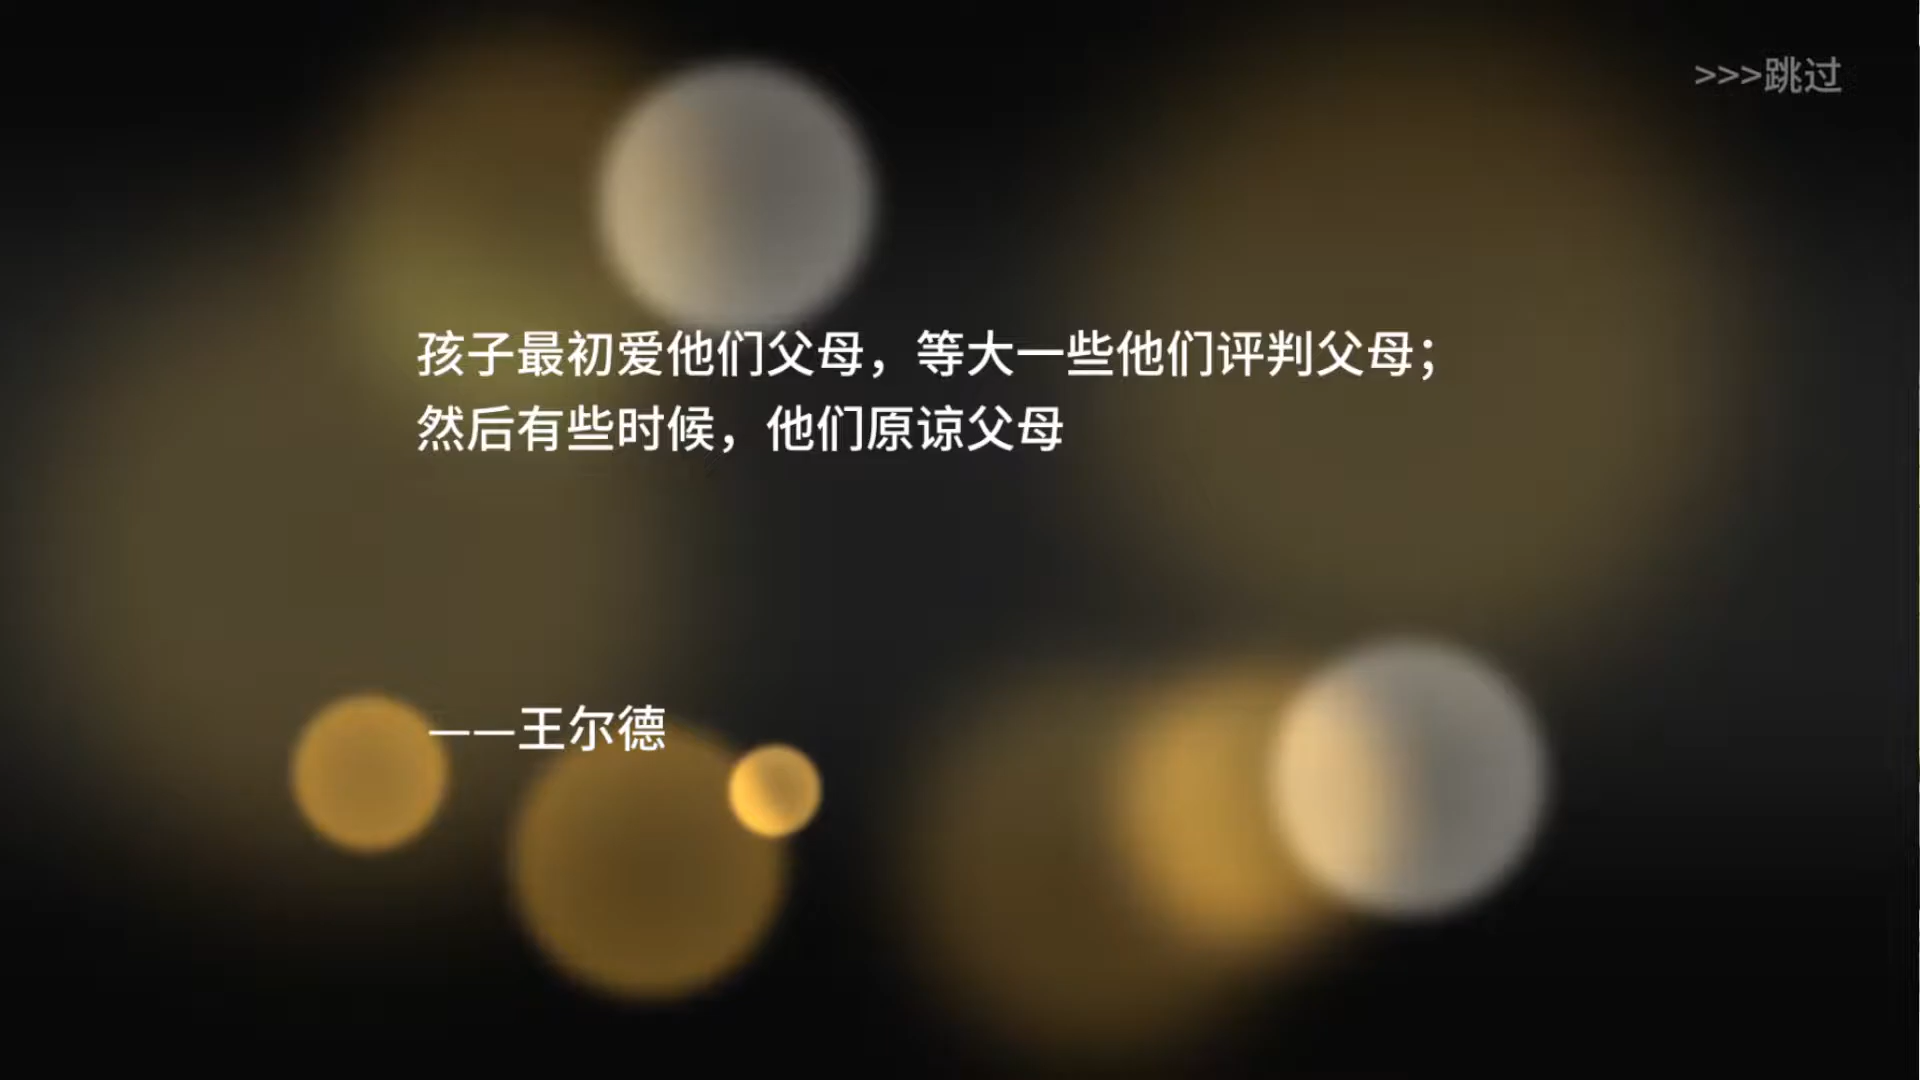 >>>跳过
孩子最初爱他们父母，等大一些他们评判父母；
然后有些时候，他们原谅父母
——王尔德